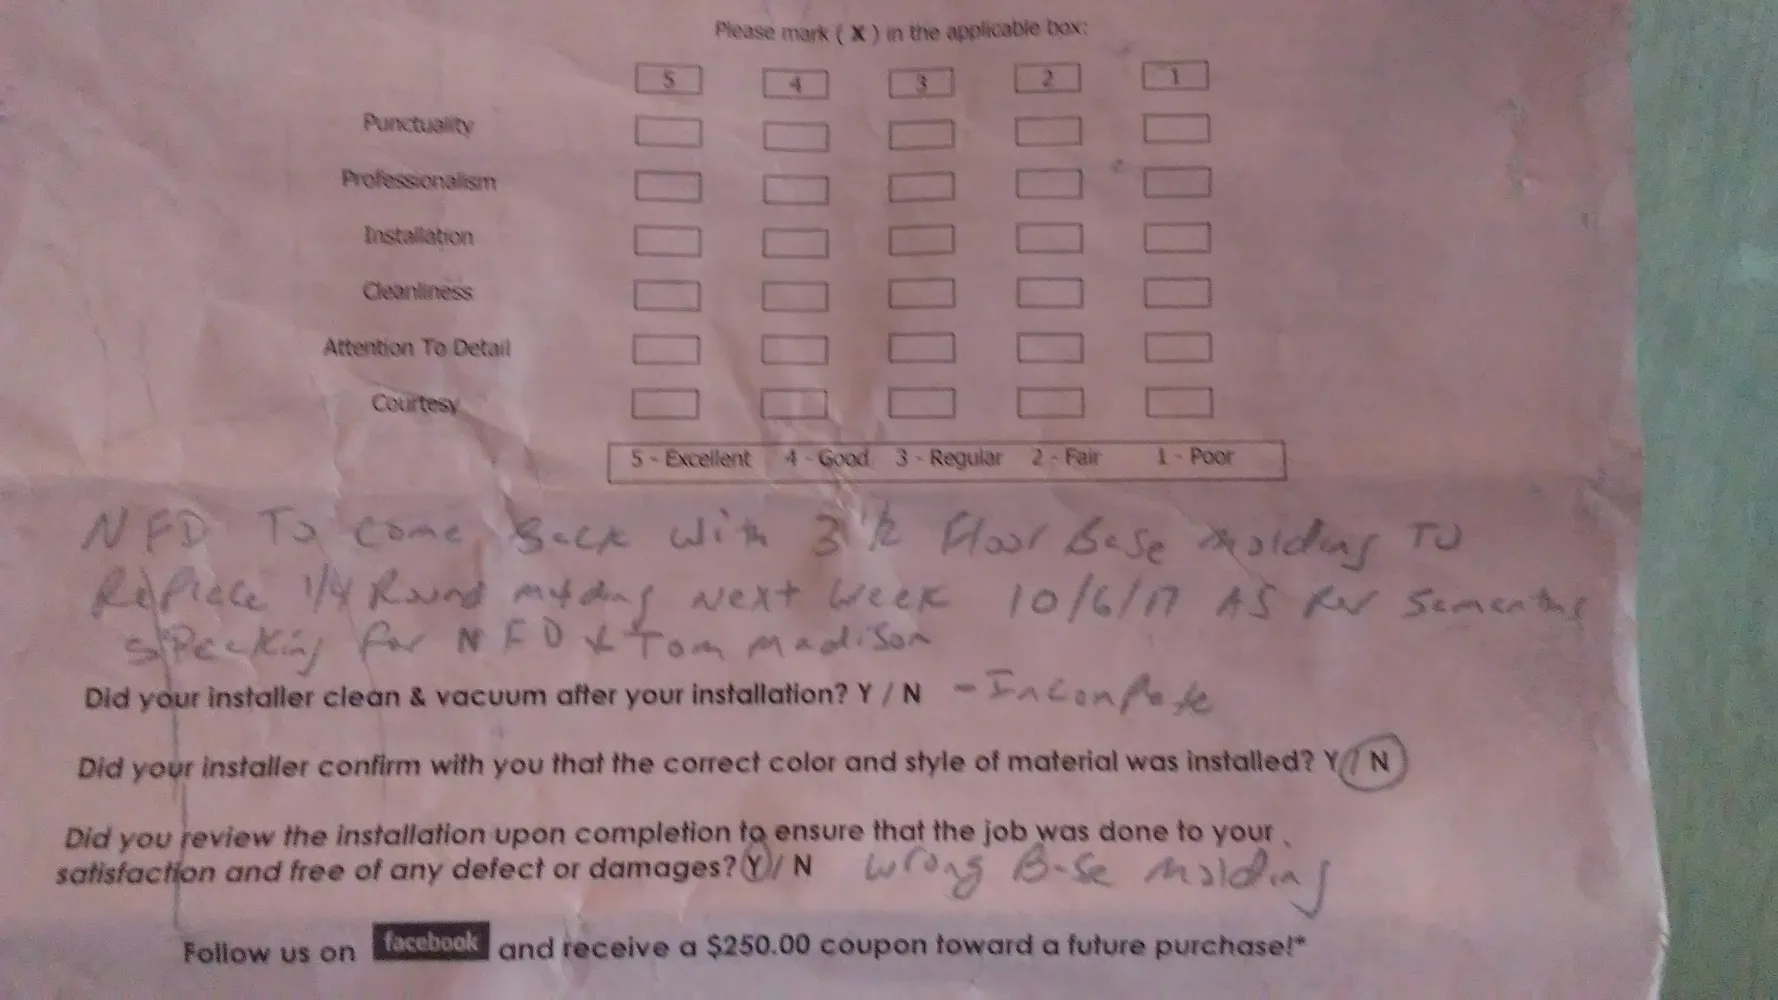 Please mark ( X ) in the applicable box:
5 4 3 2 1
Punctuality
Professionalism
Installation
Cleanliness
Attention To Detail
Courtesy
5 - Excellent 4 - Good 3 - Regular 2 - Fair 1 - Poor
NFD To Come Back with 3 1/2 Floor Base molding To
Replace 1/4 Round Next week 10/6/17 AS Per
for NFD & Tom Madison
Did your installer clean & vacuum after your installation? Y / N -
Did your installer confirm with you that the correct color and style of material was installed? Y / N
Did you review the installation upon completion to ensure that the job was done to your
satisfaction and free of any defect or damages? Y / N wrong Base molding
Follow us on facebook and receive a $250.00 coupon toward a future purchase!*